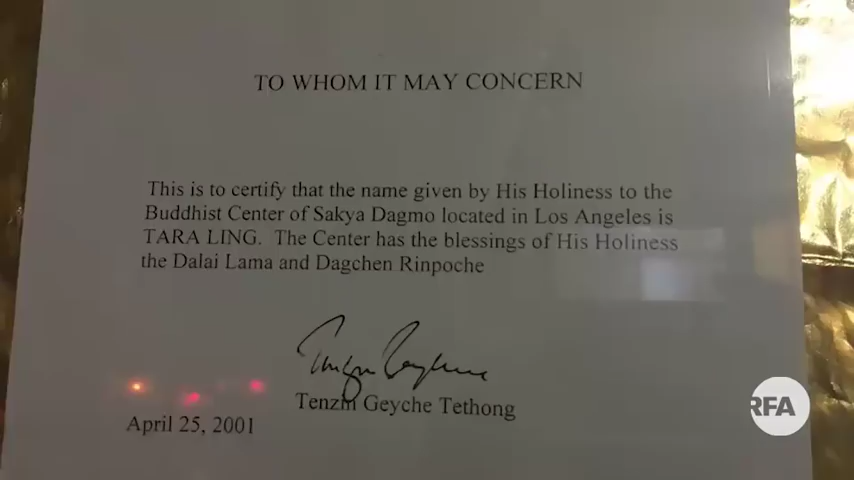 TO WHOM IT MAY CONCERN
This is to certify that the name given by His Holiness to the
Buddhist Center of Sakya Dagmo located in Los Angeles is
TARA LING. The Center has the blessings of His Holiness
the Dalai Lama and Dagchen Rinpoche
Tenzin Geyche
Tenzin Geyche Tethong
April 25, 2001
RFA